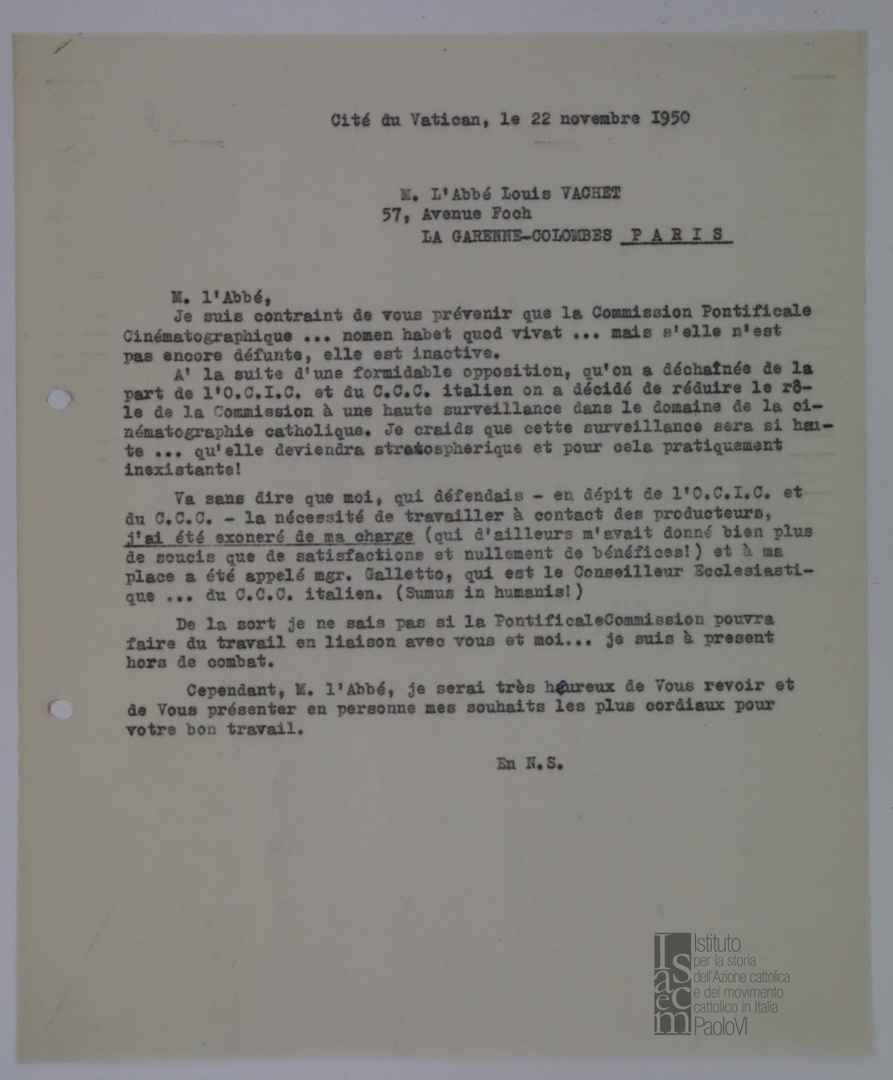 Cité du Vatican, le 22 novembre I950
M. L'Abbé Louis VACHET
57, Avenue Foch
LA GARENNE-COLOMBES P A R I S
M. l'Abbé,
Je suis contraint de vous prévenir que la Commission Pontificale
Cinématographique ... nomen habet quod vivat ... mais s'elle n'est
pas encore défunte, elle est inactive.
A' la suite d'une formidable opposition, qu'on a déchaînée de la
part de l'O.C.I.C. et du C.C.C. italien on a décidé de réduire le rô-
le de la Commission à une haute surveillance dans le domaine de la ci-
nématographie catholique. Je craids que cette surveillance sera si hau-
te ... qu'elle deviendra stratospherique et pour cela pratiquement
inexistante!
Va sans dire que moi, qui défendais - en dépit de l'O.C.I.C. et
du C.C.C. - la nécessité de travailler à contact des producteurs,
j'ai été exoneré de ma charge (qui d'ailleurs m'avait donné bien plus
de soucis que de satisfactions et nullement de bénéfices!) et à ma
place a été appelé mgr. Galletto, qui est le Conseilleur Ecclesiasti-
que ... du C.C.C. italien. (Sumus in humanis!)
De la sort je ne sais pas si la PontificaleCommission pouvra
faire du travail en liaison avec vous et moi... je suis à present
hors de combat.
Cependant, M. l'Abbé, je serai très heureux de Vous revoir et
de Vous présenter en personne mes souhaits les plus cordiaux pour
votre bon travail.
En N.S.
Isacem
Istituto
per la storia
dell'Azione cattolica
e del movimento
cattolico in Italia
PaoloVI